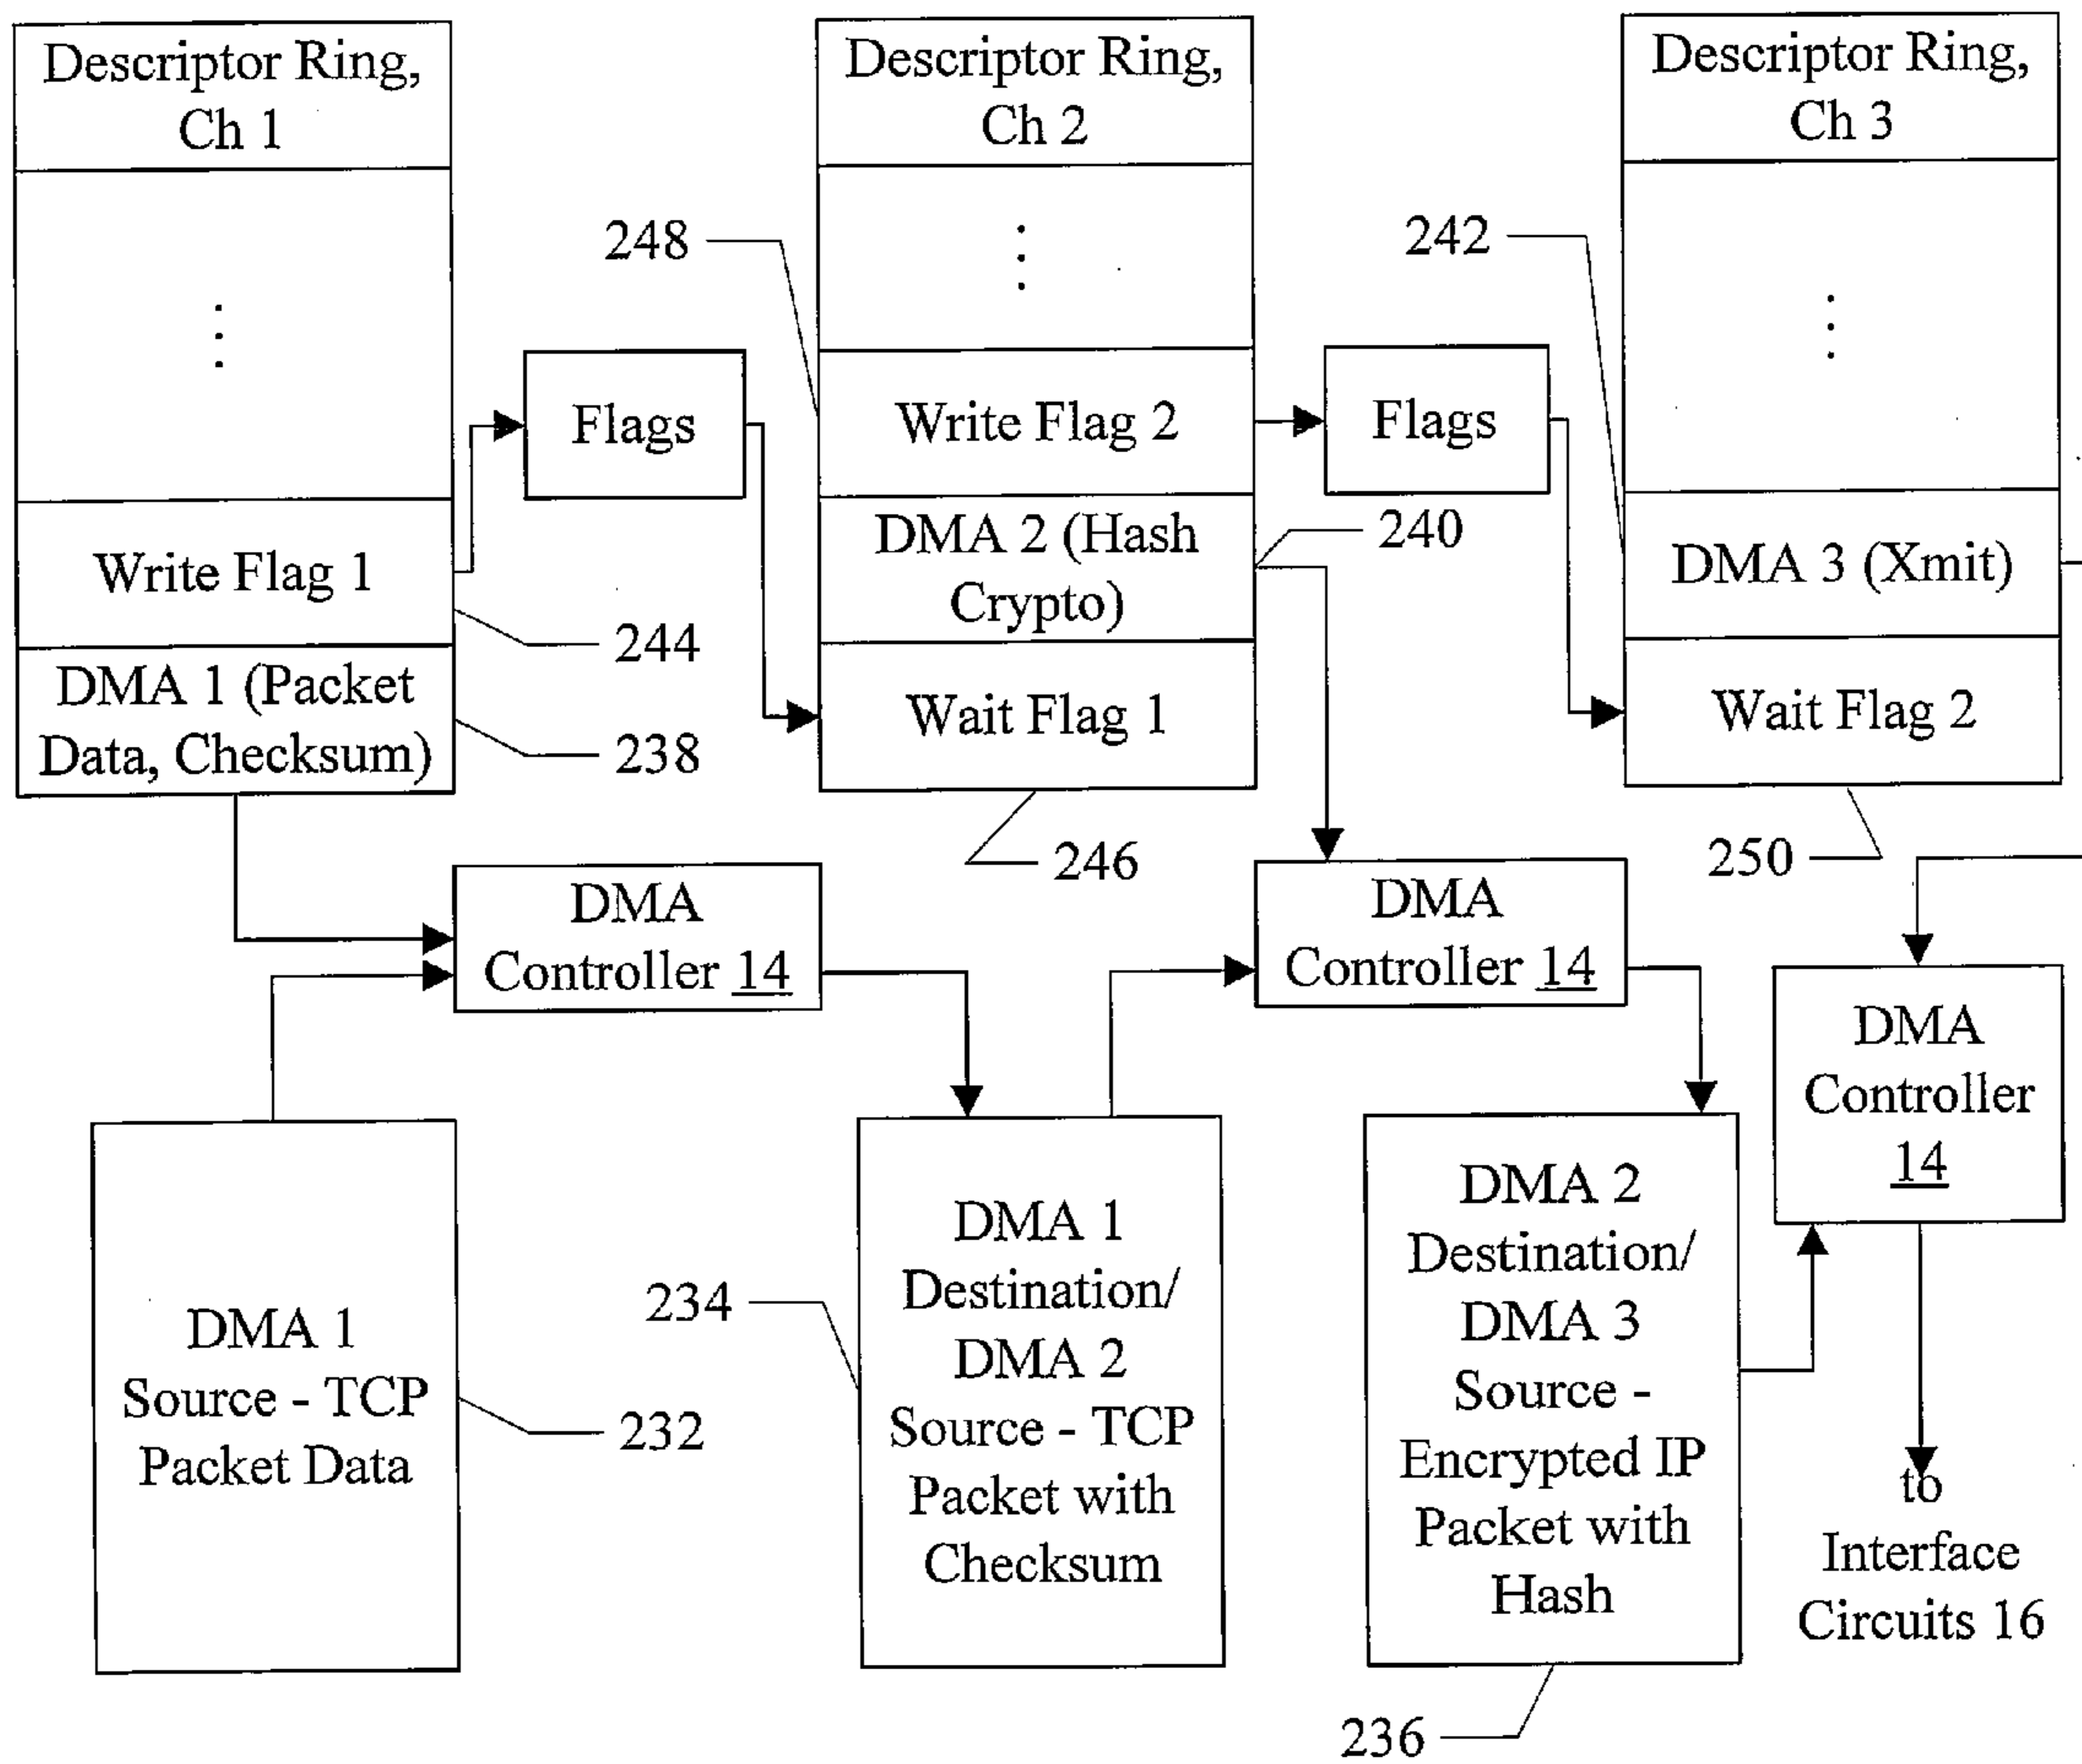 Descriptor Ring,
Ch 1
Write Flag 1
DMA 1 (Packet
Data, Checksum)
244
238
Flags
248
Descriptor Ring,
Ch 2
Write Flag 2
DMA 2 (Hash
Crypto)
Wait Flag 1
246
240
Flags
242
Descriptor Ring,
Ch 3
DMA 3 (Xmit)
Wait Flag 2
250
DMA
Controller 14
DMA
Controller 14
DMA
Controller
14
DMA 1
Source - TCP
Packet Data
232
234
DMA 1
Destination/
DMA 2
Source - TCP
Packet with
Checksum
DMA 2
Destination/
DMA 3
Source -
Encrypted IP
Packet with
Hash
236
to
Interface
Circuits 16